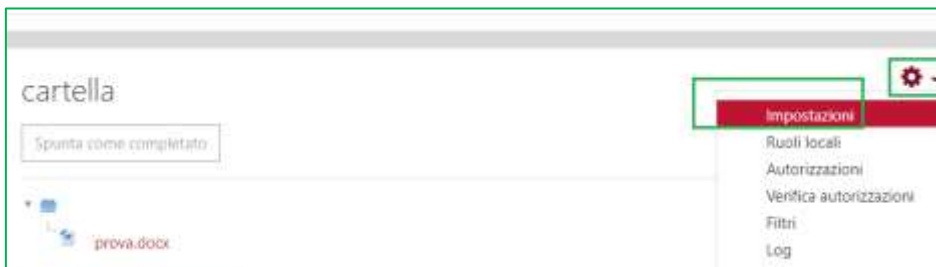 cartella
Spunta come completato
prova.docx
Impostazioni
Ruoli locali
Autorizzazioni
Verifica autorizzazioni
Filtri
Log